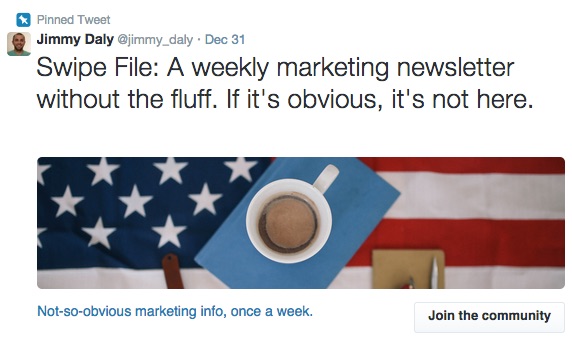 Pinned Tweet
Jimmy Daly @jimmy_daly · Dec 31
Swipe File: A weekly marketing newsletter
without the fluff. If it's obvious, it's not here.
Not-so-obvious marketing info, once a week.
Join the community